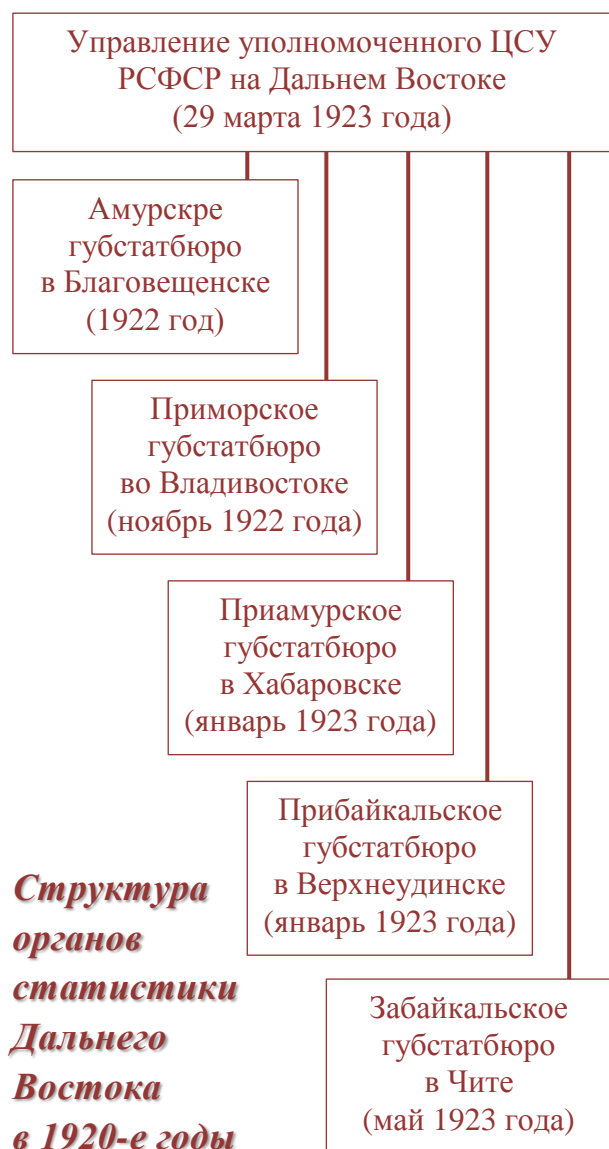 Управление уполномоченного ЦСУ
РСФСР на Дальнем Востоке
(29 марта 1923 года)
Амурскре
губстатбюро
в Благовещенске
(1922 год)
Приморское
губстатбюро
во Владивостоке
(ноябрь 1922 года)
Приамурское
губстатбюро
в Хабаровске
(январь 1923 года)
Прибайкальское
губстатбюро
в Верхнеудинске
(январь 1923 года)
Забайкальское
губстатбюро
в Чите
(май 1923 года)
Структура
органов
статистики
Дальнего
Востока
в 1920-е годы